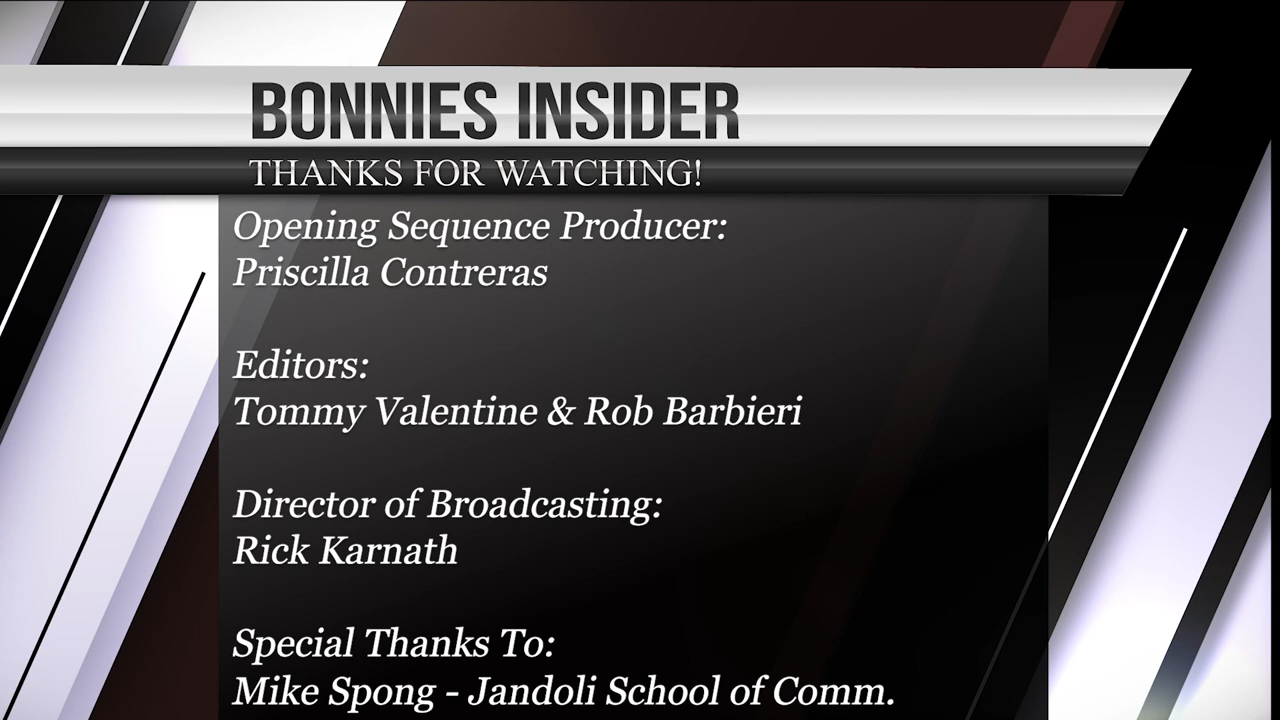 BONNIES INSIDER
THANKS FOR WATCHING!
Opening Sequence Producer:
Priscilla Contreras
Editors:
Tommy Valentine & Rob Barbieri
Director of Broadcasting:
Rick Karnath
Special Thanks To:
Mike Spong - Jandoli School of Comm.